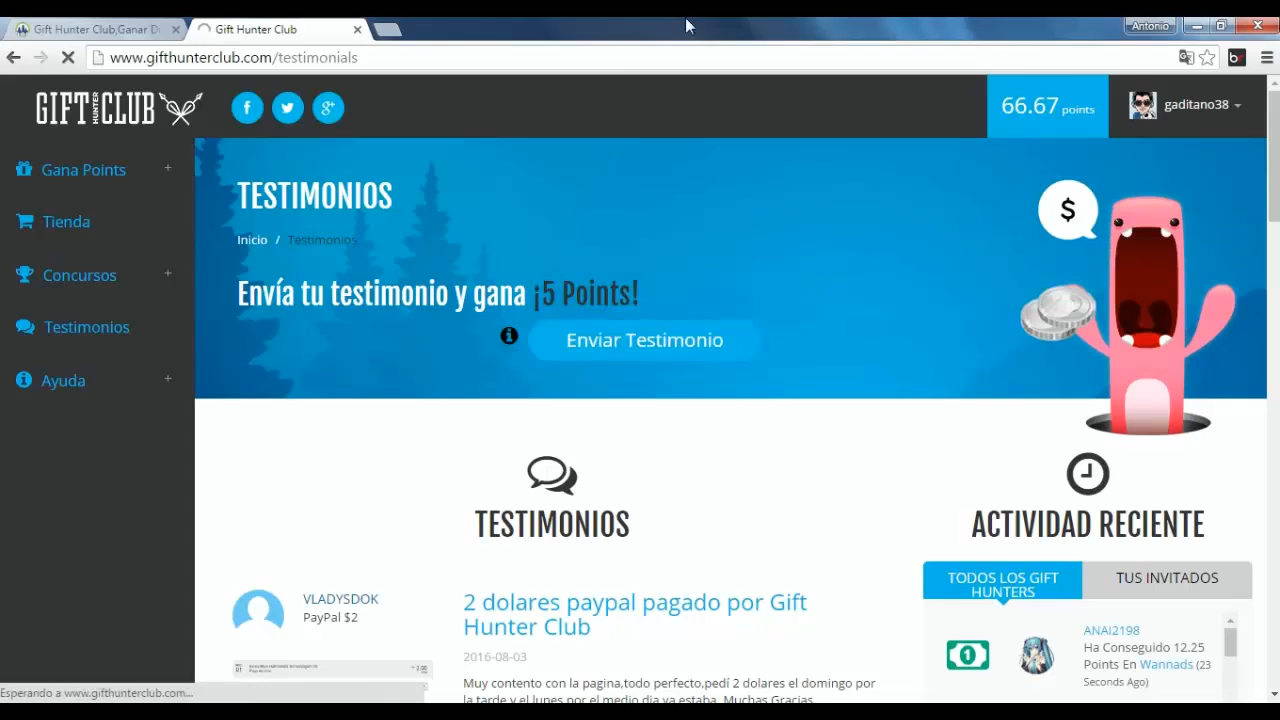 Gift Hunter Club,Ganar D
Gift Hunter Club
Antonio
www.gifthunterclub.com/testimonials
GIFT HUNTER CLUB
66.67 points
gaditano38
Gana Points
Tienda
Concursos
Testimonios
Ayuda
TESTIMONIOS
Inicio / Testimonios
Envía tu testimonio y gana ¡5 Points!
Enviar Testimonio
$
TESTIMONIOS
VLADYSDOK
PayPal $2
2 dolares paypal pagado por Gift
Hunter Club
2016-08-03
Muy contento con la pagina,todo perfecto,pedí 2 dolares el domingo por
la tarde y el lunes por el medio dia ya estaba. Muchas Gracias
ACTIVIDAD RECIENTE
TODOS LOS GIFT
HUNTERS
TUS INVITADOS
ANAI2198
Ha Conseguido 12.25
Points En Wannads (23
Seconds Ago)
Esperando a www.gifthunterclub.com...